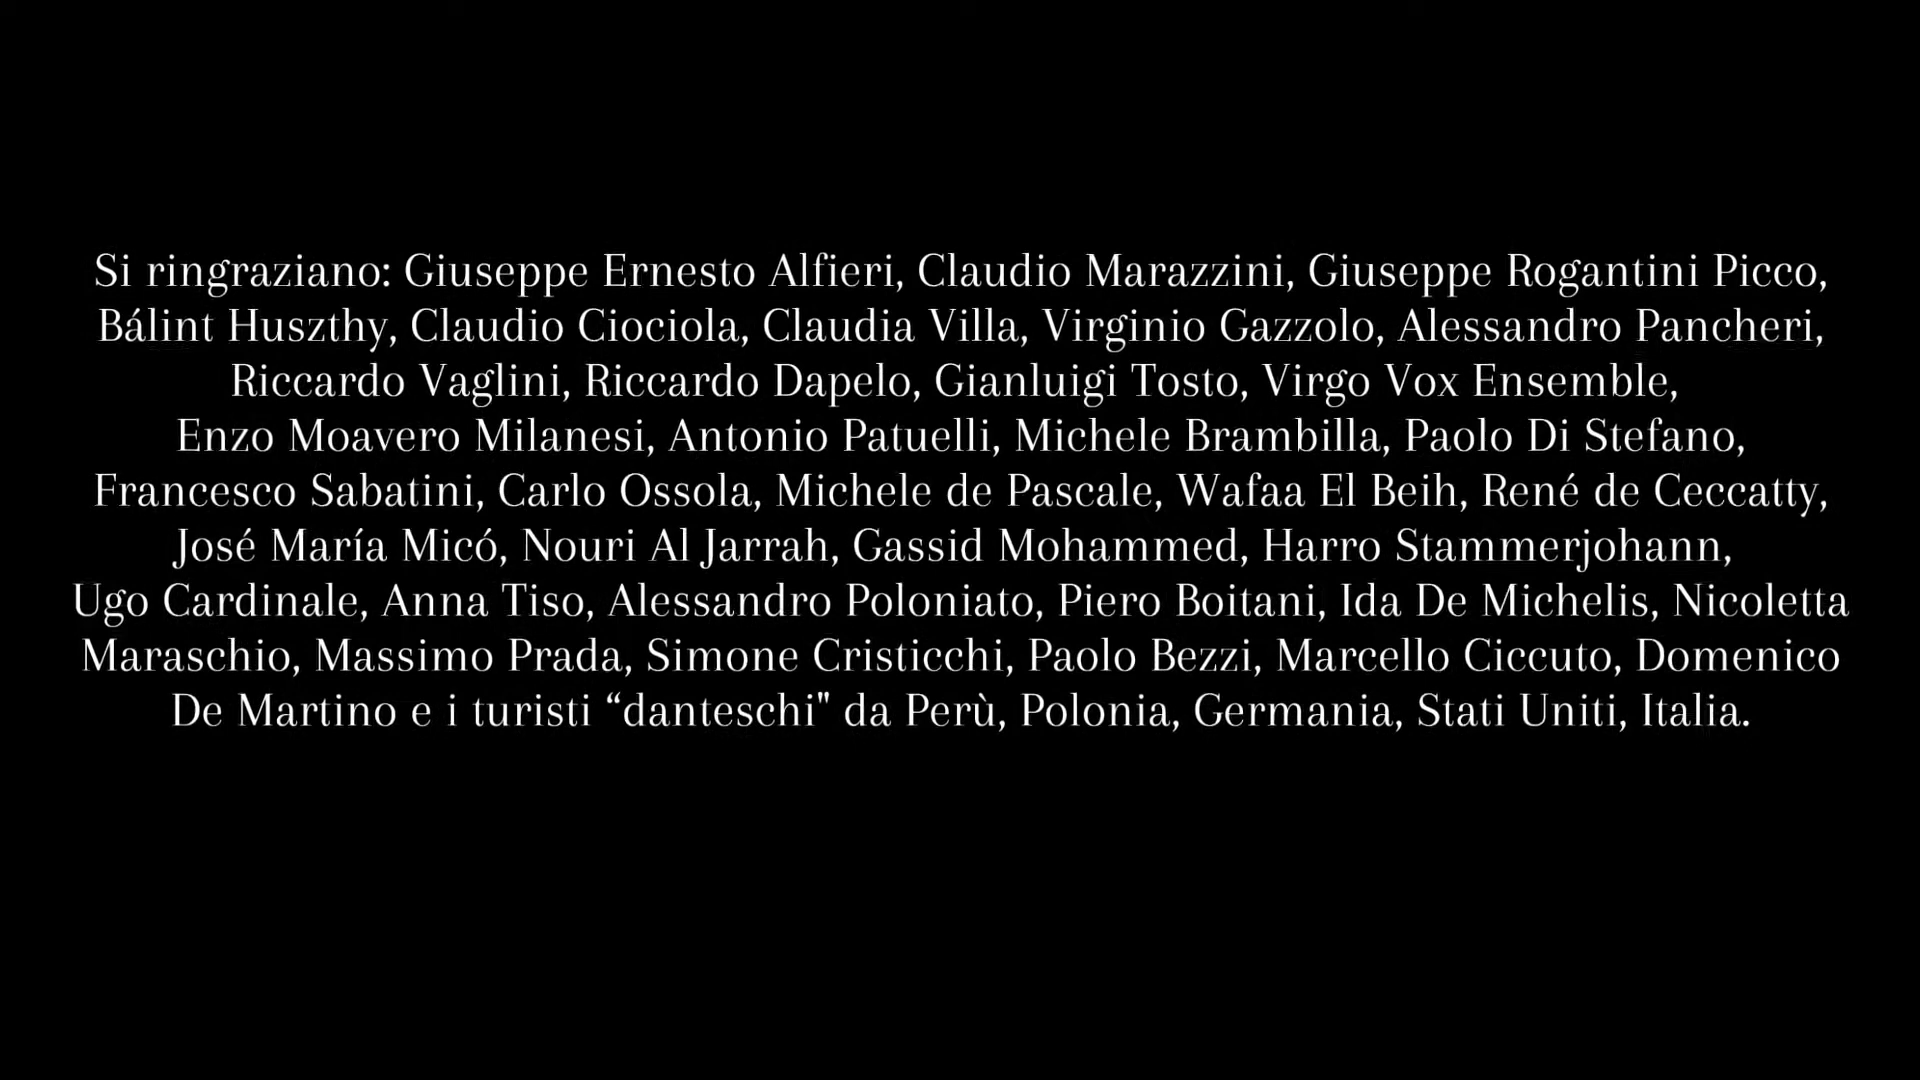 Si ringraziano: Giuseppe Ernesto Alfieri, Claudio Marazzini, Giuseppe Rogantini Picco,
Bálint Huszthy, Claudio Ciociola, Claudia Villa, Virginio Gazzolo, Alessandro Pancheri,
Riccardo Vaglini, Riccardo Dapelo, Gianluigi Tosto, Virgo Vox Ensemble,
Enzo Moavero Milanesi, Antonio Patuelli, Michele Brambilla, Paolo Di Stefano,
Francesco Sabatini, Carlo Ossola, Michele de Pascale, Wafaa El Beih, René de Ceccatty,
José María Micó, Nouri Al Jarrah, Gassid Mohammed, Harro Stammerjohann,
Ugo Cardinale, Anna Tiso, Alessandro Poloniato, Piero Boitani, Ida De Michelis, Nicoletta
Maraschio, Massimo Prada, Simone Cristicchi, Paolo Bezzi, Marcello Ciccuto, Domenico
De Martino e i turisti “danteschi" da Perù, Polonia, Germania, Stati Uniti, Italia.